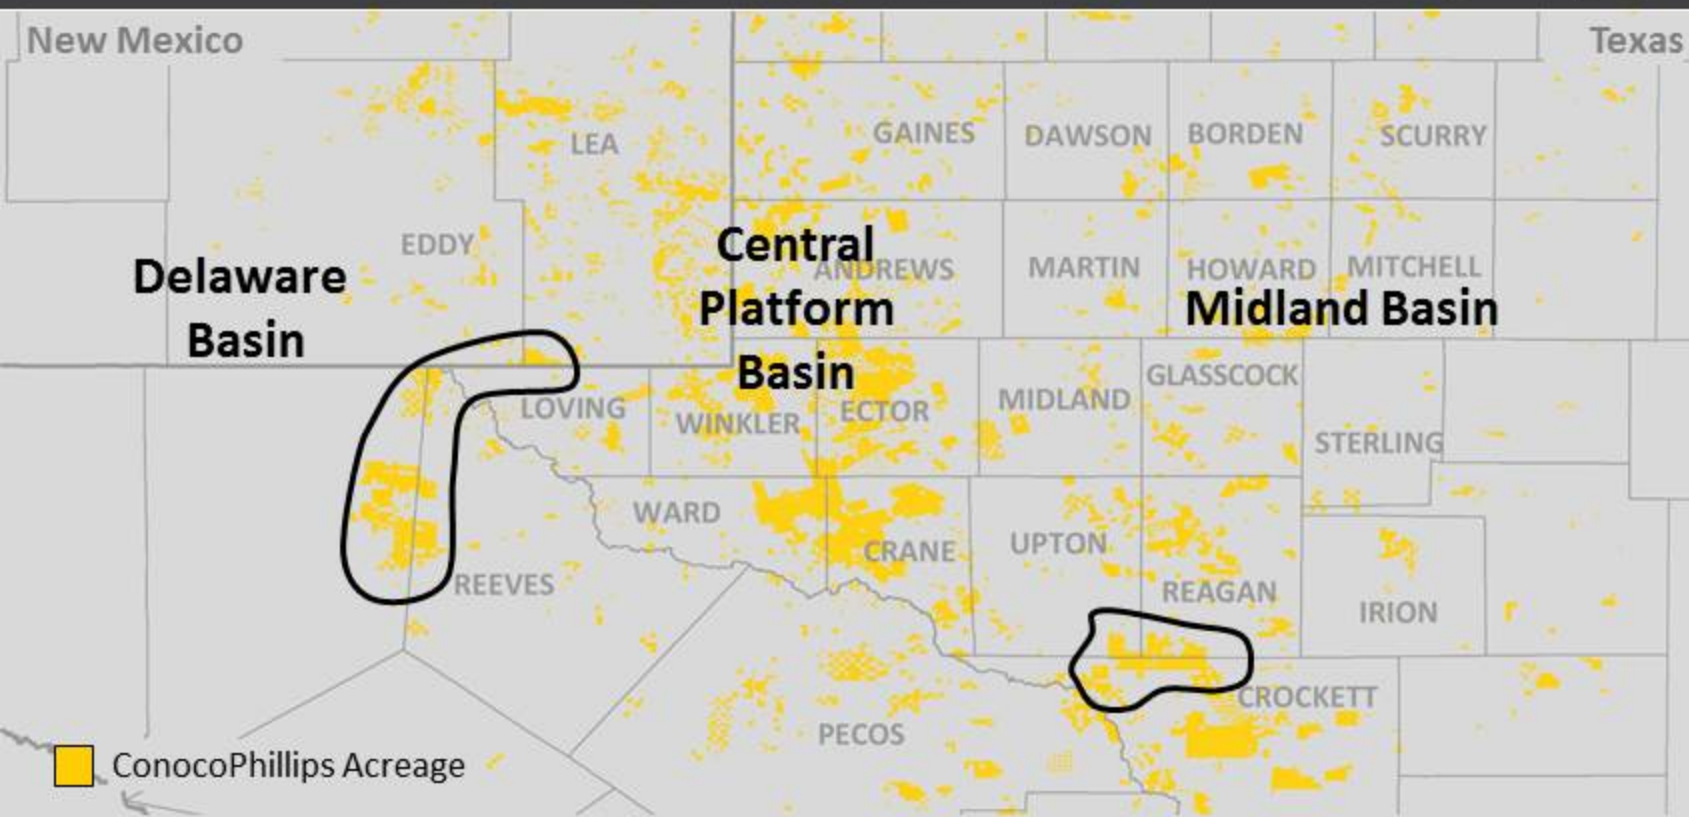 New Mexico
Texas
LEA
GAINES
DAWSON
BORDEN
SCURRY
EDDY
Delaware
Basin
Central
Platform
Basin
ANDREWS
MARTIN
HOWARD
MITCHELL
Midland Basin
LOVING
WINKLER
ECTOR
MIDLAND
GLASSCOCK
STERLING
WARD
CRANE
UPTON
REEVES
REAGAN
IRION
PECOS
CROCKETT
ConocoPhillips Acreage